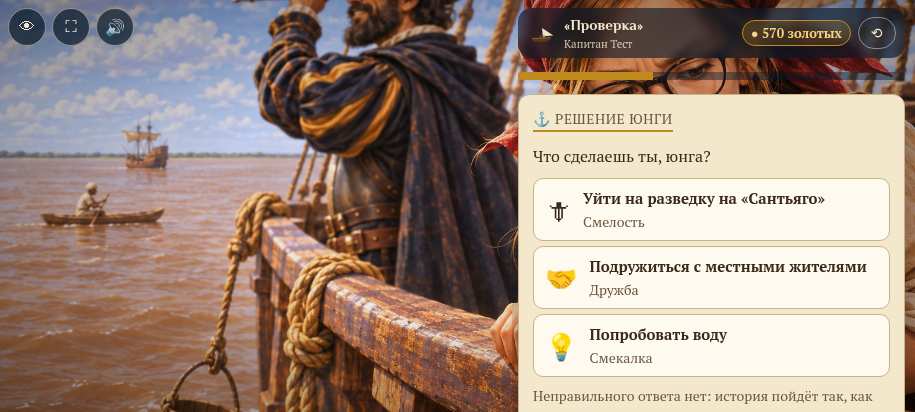 «Проверка»
Капитан Тест
570 золотых
РЕШЕНИЕ ЮНГИ
Что сделаешь ты, юнга?
Уйти на разведку на «Сантьяго»
Смелость
Подружиться с местными жителями
Дружба
Попробовать воду
Смекалка
Неправильного ответа нет: история пойдёт так, как